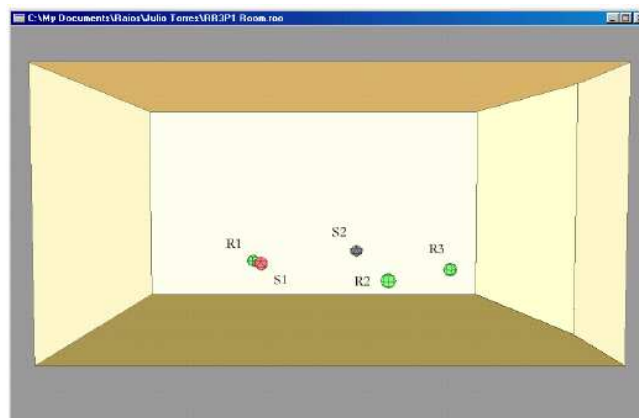 C:\My Documents\Raios\Julio Torres\RR3P1 Room.roo
S2
R1
R3
S1
R2